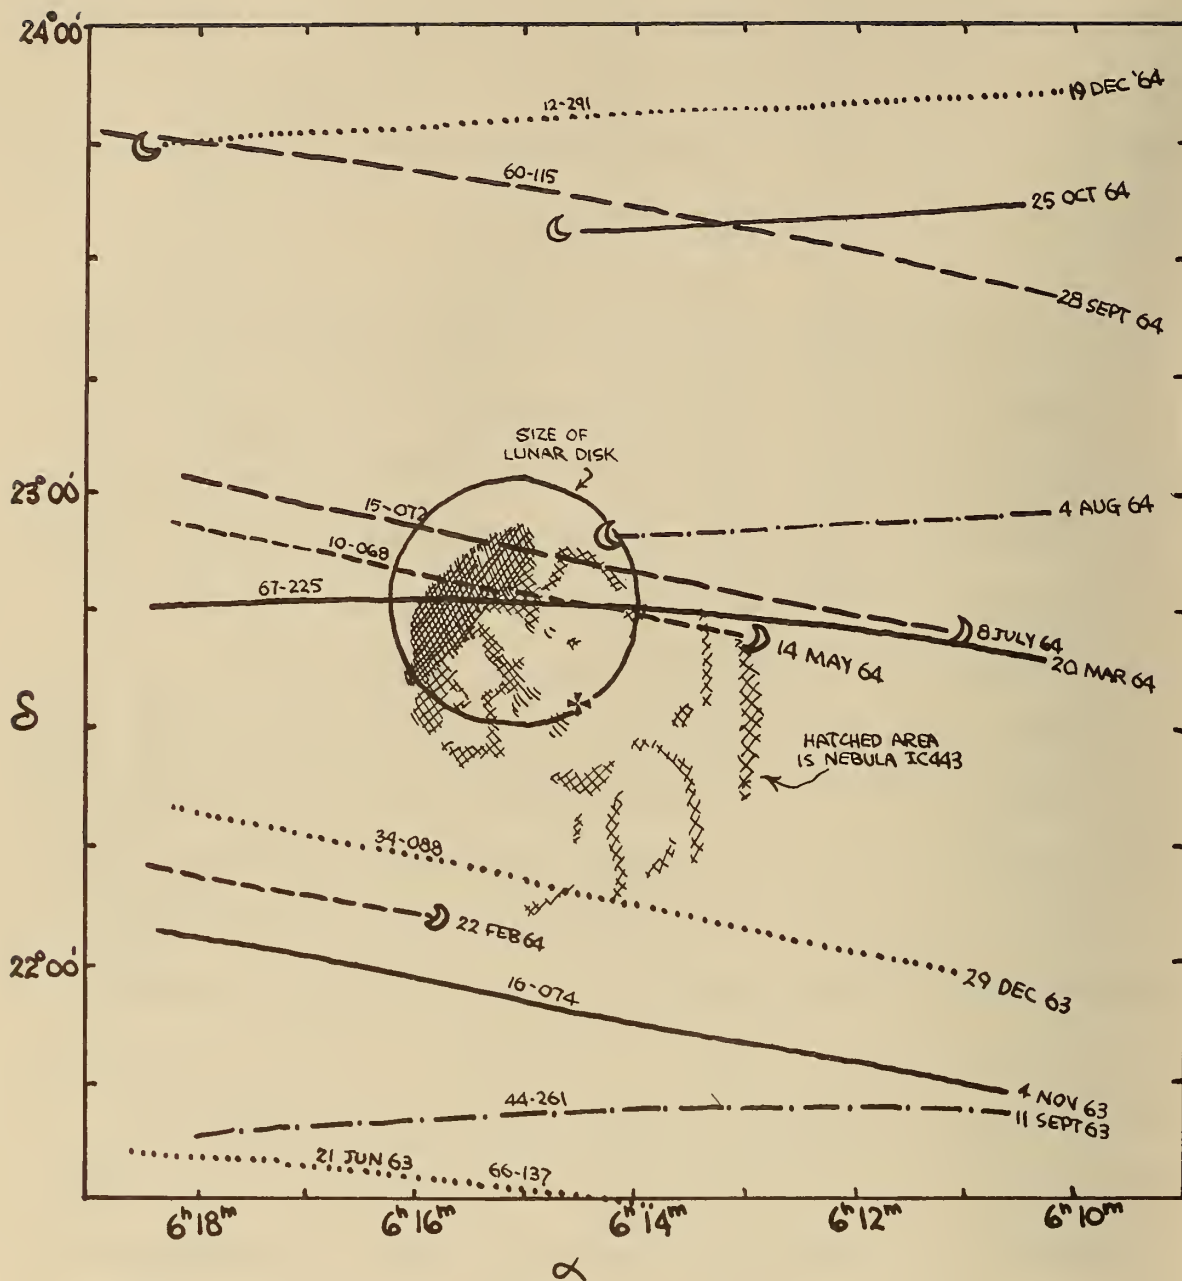 24°00'
12-291
19 DEC '64
60-115
25 OCT 64
28 SEPT 64
SIZE OF
LUNAR DISK
23°00'
15-072
4 AUG 64
10-068
67-225
8 JULY 64
14 MAY 64
20 MAR 64
δ
HATCHED AREA
IS NEBULA IC443
34-088
22 FEB 64
22°00'
29 DEC 63
16-074
4 NOV 63
44-261
11 SEPT 63
21 JUN 63
66-137
6ʰ18ᵐ
6ʰ16ᵐ
6ʰ14ᵐ
6ʰ12ᵐ
6ʰ10ᵐ
α